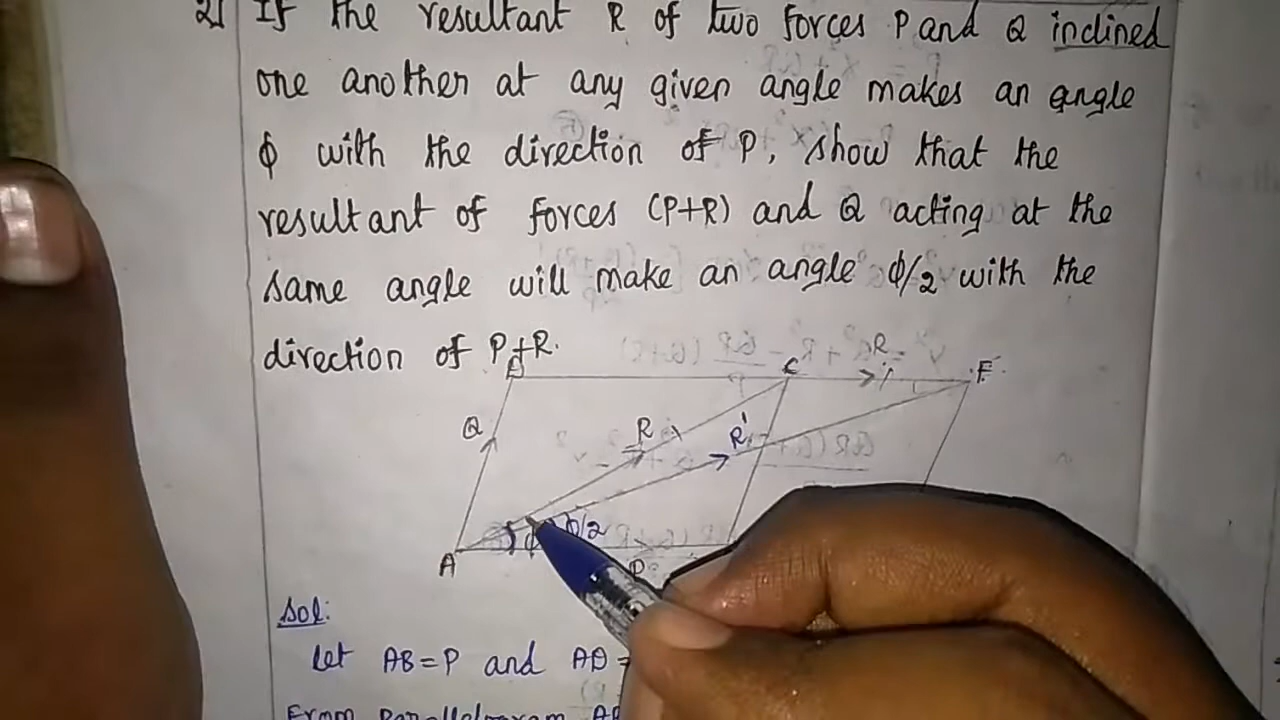 2) If the resultant R of two forces P and Q inclined
one another at any given angle makes an angle
ϕ with the direction of P, show that the
resultant of forces (P+R) and Q acting at the
same angle will make an angle ϕ/2 with the
direction of P+R.
C R F
Q R R'
ϕ ϕ/2
A P
Sol:
Let AB = P and AD =
From parallelogram